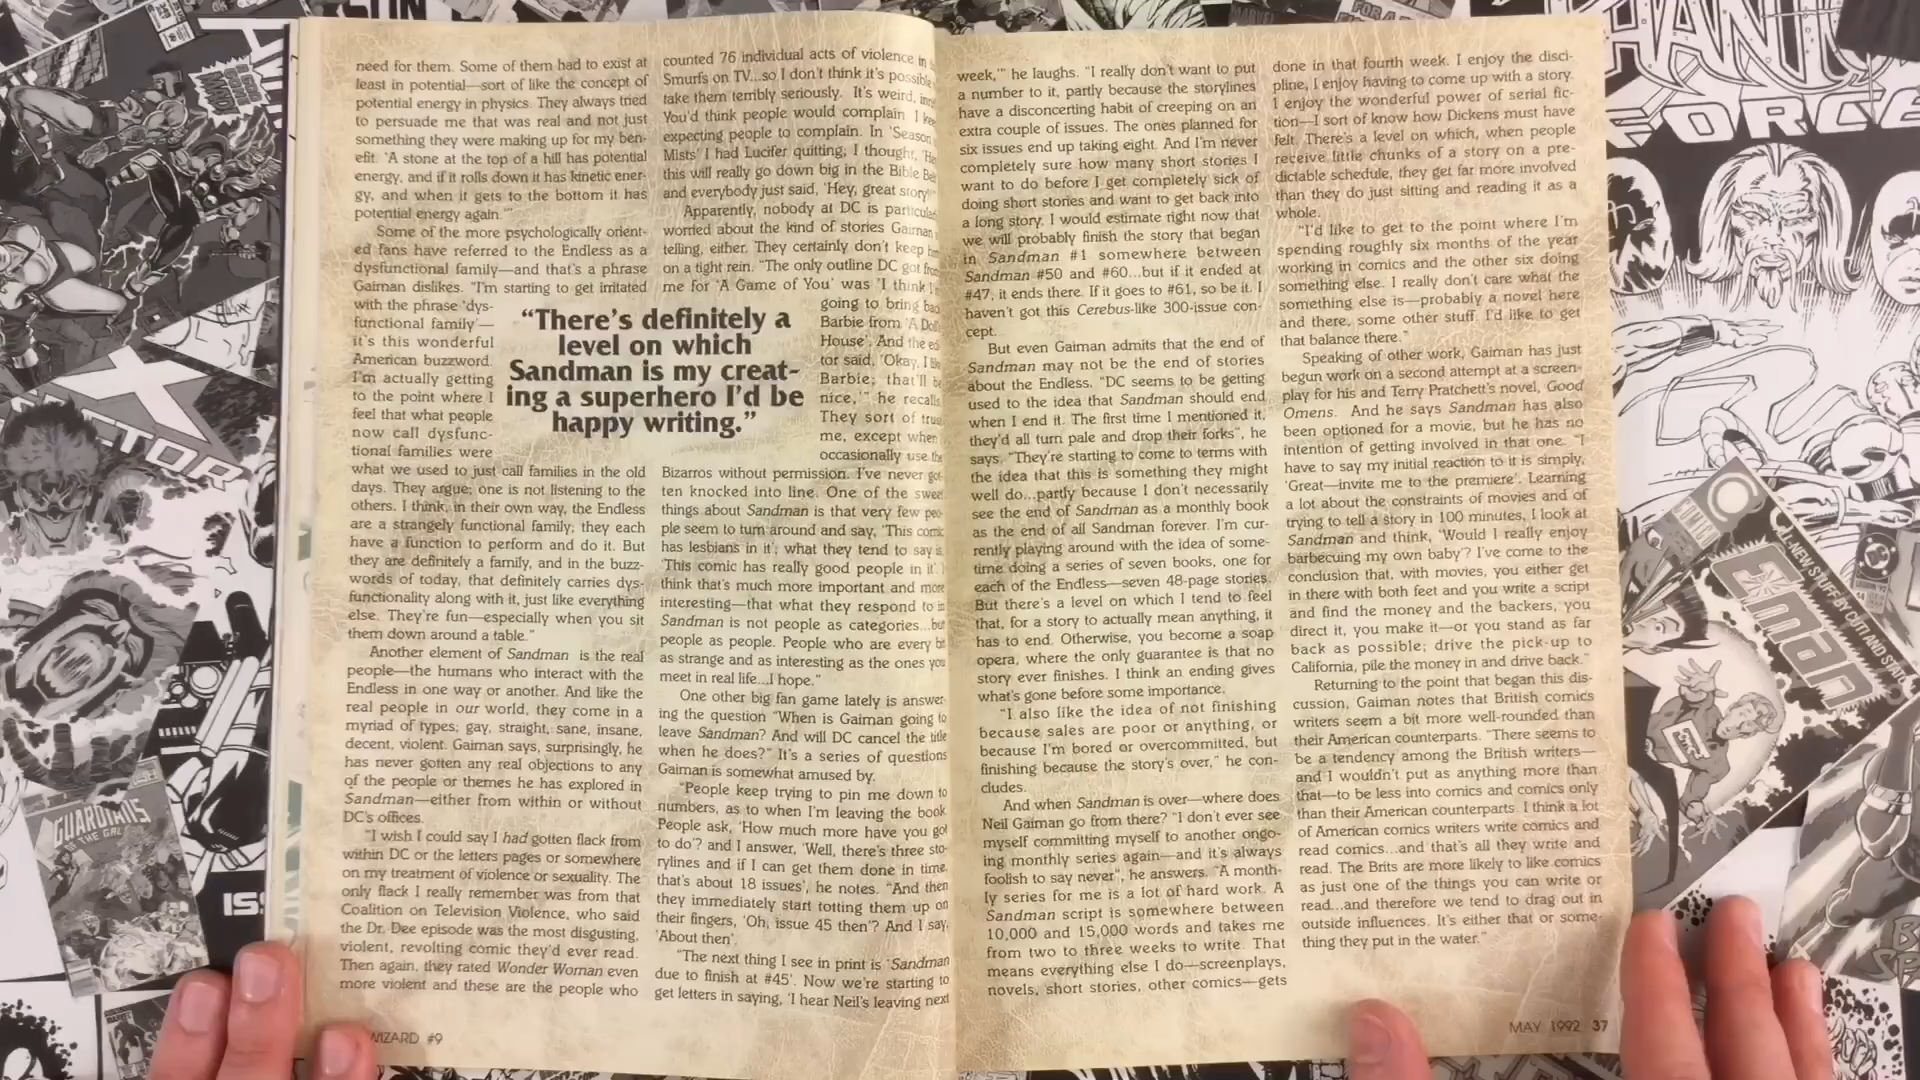 need for them. Some of them had to exist at
least in potential—sort of like the concept of
potential energy in physics. They always tried
to persuade me that was real and not just
something they were making up for my ben-
efit. 'A stone at the top of a hill has potential
energy, and if it rolls down it has kinetic ener-
gy, and when it gets to the bottom it has
potential energy again.'"
Some of the more psychologically orient-
ed fans have referred to the Endless as a
dysfunctional family—and that's a phrase
Gaiman dislikes. "I'm starting to get irritated
with the phrase 'dys-
functional family'—
it's this wonderful
American buzzword.
I'm actually getting
to the point where I
feel that what people
now call dysfunc-
tional families were
what we used to just call families in the old
days. They argue; one is not listening to the
others. I think, in their own way, the Endless
are a strangely functional family; they each
have a function to perform and do it. But
they are definitely a family, and in the buzz-
words of today, that definitely carries dys-
functionality along with it, just like everything
else. They're fun—especially when you sit
them down around a table."
Another element of Sandman is the real
people—the humans who interact with the
Endless in one way or another. And like the
real people in our world, they come in a
myriad of types; gay, straight, sane, insane,
decent, violent. Gaiman says, surprisingly, he
has never gotten any real objections to any
of the people or themes he has explored in
Sandman—either from within or without
DC's offices.
"I wish I could say I had gotten flack from
within DC or the letters pages or somewhere
on my treatment of violence or sexuality. The
only flack I really remember was from that
Coalition on Television Violence, who said
the Dr. Dee episode was the most disgusting,
violent, revolting comic they'd ever read.
Then again, they rated Wonder Woman even
more violent and these are the people who
counted 76 individual acts of violence in
Smurfs on TV...so I don't think it's possible
take them terribly seriously. It's weird,
You'd think people would complain. I
expecting people to complain. In 'Season
Mists' I had Lucifer quitting; I thought,
this will really go down big in the Bible
and everybody just said, 'Hey, great story!'"
Apparently, nobody at DC is
worried about the kind of stories Gaiman
telling, either. They certainly don't keep
on a tight rein. "The only outline DC got from
me for 'A Game of You' was 'I think
going to bring
Barbie from 'A
House'. And the
tor said, 'Okay, I
Barbie; that'll
nice,'" he recalls
They sort of
me, except when
occasionally use the
Bizarros without permission. I've never got-
ten knocked into line. One of the
things about Sandman is that very few
ple seem to turn around and say, 'This comic
has lesbians in it'; what they tend to say is
'This comic has really good people in it'. I
think that's much more important and more
interesting—that what they respond to in
Sandman is not people as categories...but
people as people. People who are every bit
as strange and as interesting as the ones you
meet in real life...I hope."
One other big fan game lately is answer-
ing the question "When is Gaiman going to
leave Sandman? And will DC cancel the title
when he does?" It's a series of questions
Gaiman is somewhat amused by.
"People keep trying to pin me down to
numbers, as to when I'm leaving the book.
People ask, 'How much more have you got
to do'? and I answer, 'Well, there's three sto-
rylines and if I can get them done in time,
that's about 18 issues', he notes. "And then
they immediately start totting them up on
their fingers, 'Oh, issue 45 then'? And I say,
'About then'.
"The next thing I see in print is 'Sandman
due to finish at #45'. Now we're starting to
get letters in saying, 'I hear Neil's leaving next
"There's definitely a
level on which
Sandman is my creat-
ing a superhero I'd be
happy writing."
WIZARD #9
week,'" he laughs. "I really don't want to put
a number to it, partly because the storylines
have a disconcerting habit of creeping on an
extra couple of issues. The ones planned for
six issues end up taking eight. And I'm never
completely sure how many short stories I
want to do before I get completely sick of
doing short stories and want to get back into
a long story. I would estimate right now that
we will probably finish the story that began
in Sandman #1 somewhere between
Sandman #50 and #60...but if it ended at
#47, it ends there. If it goes to #61, so be it. I
haven't got this Cerebus-like 300-issue con-
cept.
But even Gaiman admits that the end of
Sandman may not be the end of stories
about the Endless. "DC seems to be getting
used to the idea that Sandman should end
when I end it. The first time I mentioned it,
they'd all turn pale and drop their forks", he
says. "They're starting to come to terms with
the idea that this is something they might
well do...partly because I don't necessarily
see the end of Sandman as a monthly book
as the end of all Sandman forever. I'm cur-
rently playing around with the idea of some-
time doing a series of seven books, one for
each of the Endless—seven 48-page stories.
But there's a level on which I tend to feel
that, for a story to actually mean anything, it
has to end. Otherwise, you become a soap
opera, where the only guarantee is that no
story ever finishes. I think an ending gives
what's gone before some importance.
"I also like the idea of not finishing
because sales are poor or anything, or
because I'm bored or overcommitted, but
finishing because the story's over," he con-
cludes.
And when Sandman is over—where does
Neil Gaiman go from there? "I don't ever see
myself committing myself to another ongo-
ing monthly series again—and it's always
foolish to say never", he answers. "A month-
ly series for me is a lot of hard work. A
Sandman script is somewhere between
10,000 and 15,000 words and takes me
from two to three weeks to write. That
means everything else I do—screenplays,
novels, short stories, other comics—gets
done in that fourth week. I enjoy the disci-
pline, I enjoy having to come up with a story.
I enjoy the wonderful power of serial fic-
tion—I sort of know how Dickens must have
felt. There's a level on which, when people
receive little chunks of a story on a pre-
dictable schedule, they get far more involved
than they do just sitting and reading it as a
whole.
"I'd like to get to the point where I'm
spending roughly six months of the year
working in comics and the other six doing
something else. I really don't care what the
something else is—probably a novel here
and there, some other stuff. I'd like to get
that balance there."
Speaking of other work, Gaiman has just
begun work on a second attempt at a screen-
play for his and Terry Pratchett's novel, Good
Omens. And he says Sandman has also
been optioned for a movie, but he has no
intention of getting involved in that one. "I
have to say my initial reaction to it is simply,
'Great—invite me to the premiere'. Learning
a lot about the constraints of movies and of
trying to tell a story in 100 minutes, I look at
Sandman and think, 'Would I really enjoy
barbecuing my own baby'? I've come to the
conclusion that, with movies, you either get
in there with both feet and you write a script
and find the money and the backers, you
direct it, you make it—or you stand as far
back as possible; drive the pick-up to
California, pile the money in and drive back."
Returning to the point that began this dis-
cussion, Gaiman notes that British comics
writers seem a bit more well-rounded than
their American counterparts. "There seems to
be a tendency among the British writers—
and I wouldn't put as anything more than
that—to be less into comics and comics only
than their American counterparts. I think a lot
of American comics writers write comics and
read comics...and that's all they write and
read. The Brits are more likely to like comics
as just one of the things you can write or
read...and therefore we tend to drag out in
outside influences. It's either that or some-
thing they put in the water."
MAY 1992 37
GUARDIANS
OF THE GAL
FORCE
E-man
ALL-NEW STUFF BY CUTI AND STATON